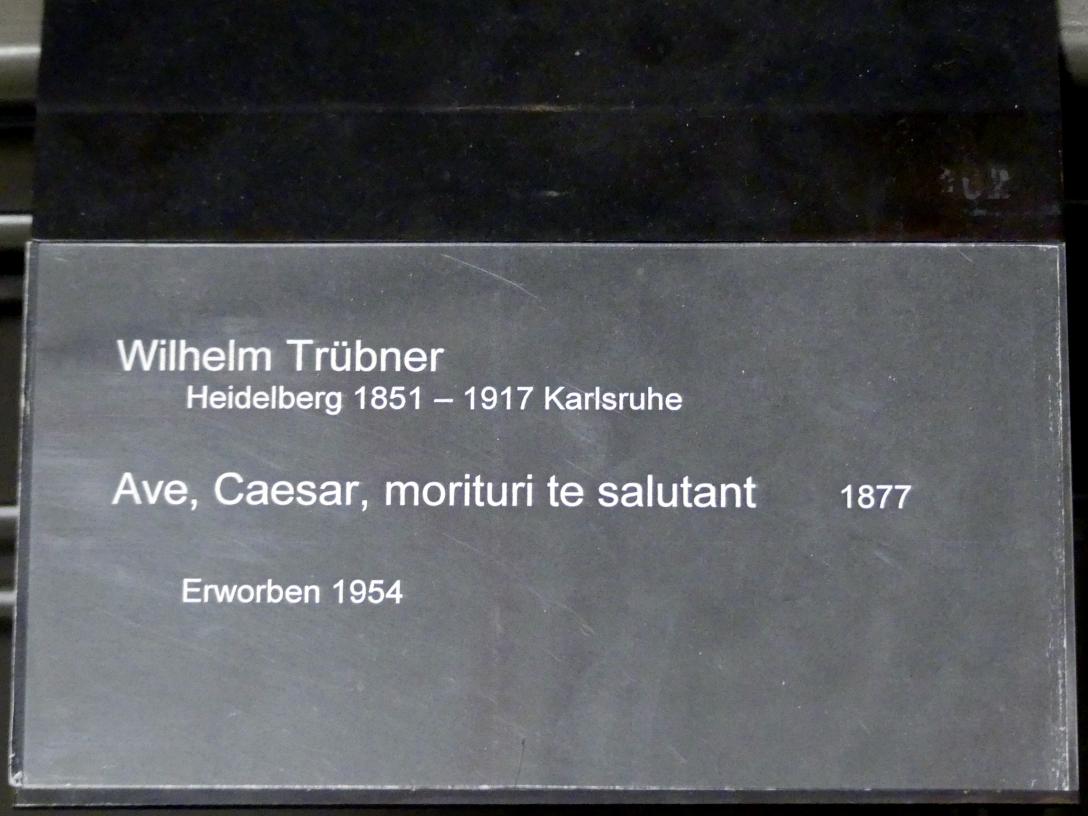 Wilhelm Trübner
Heidelberg 1851 – 1917 Karlsruhe
Ave, Caesar, morituri te salutant 1877
Erworben 1954